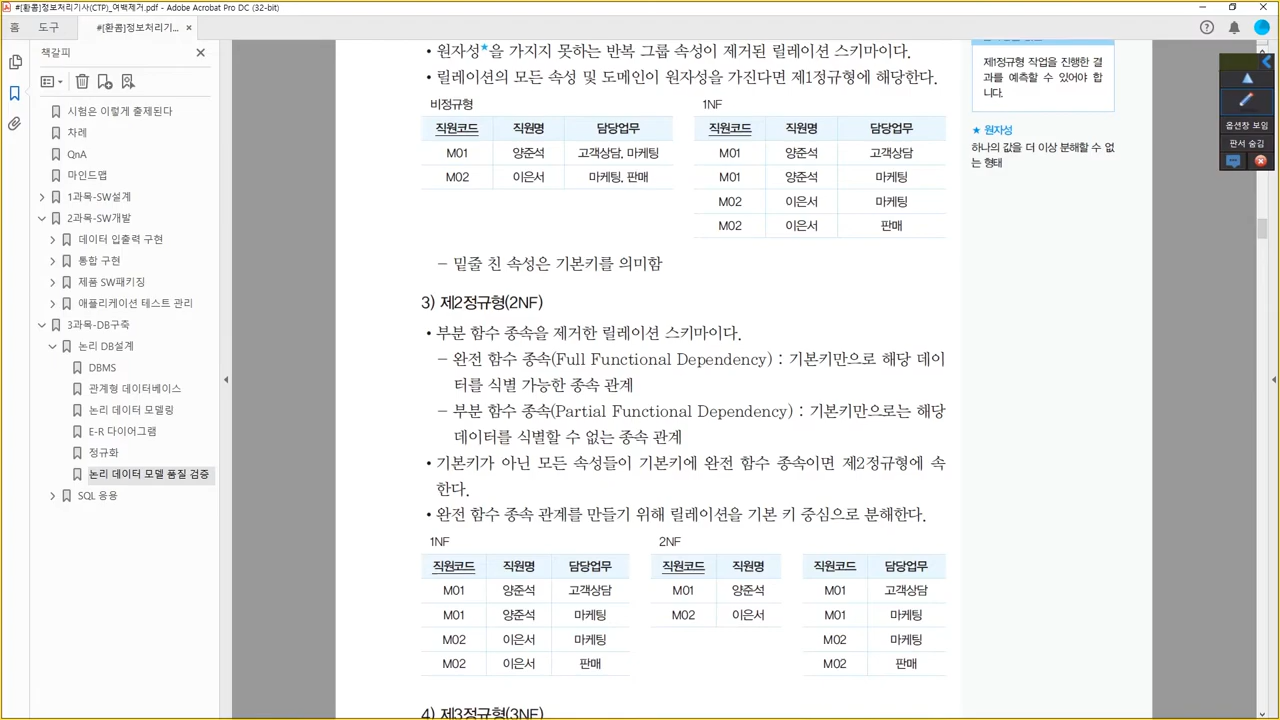 #[환콤]정보처리기사(CTP)_여백제거.pdf - Adobe Acrobat Pro DC (32-bit)
홈 도구 #[환콤]정보처리기... ×
책갈피
시험은 이렇게 출제된다
차례
QnA
마인드맵
1과목-SW설계
2과목-SW개발
데이터 입출력 구현
통합 구현
제품 SW패키징
애플리케이션 테스트 관리
3과목-DB구축
논리 DB설계
DBMS
관계형 데이터베이스
논리 데이터 모델링
E-R 다이어그램
정규화
논리 데이터 모델 품질 검증
SQL 응용
• 원자성★을 가지지 못하는 반복 그룹 속성이 제거된 릴레이션 스키마이다.
• 릴레이션의 모든 속성 및 도메인이 원자성을 가진다면 제1정규형에 해당한다.
비정규형 1NF
직원코드 직원명 담당업무 직원코드 직원명 담당업무
M01 양준석 고객상담, 마케팅 M01 양준석 고객상담
M02 이은서 마케팅, 판매 M01 양준석 마케팅
M02 이은서 마케팅
M02 이은서 판매
– 밑줄 친 속성은 기본키를 의미함
3) 제2정규형(2NF)
• 부분 함수 종속을 제거한 릴레이션 스키마이다.
– 완전 함수 종속(Full Functional Dependency) : 기본키만으로 해당 데이
터를 식별 가능한 종속 관계
– 부분 함수 종속(Partial Functional Dependency) : 기본키만으로는 해당
데이터를 식별할 수 없는 종속 관계
• 기본키가 아닌 모든 속성들이 기본키에 완전 함수 종속이면 제2정규형에 속
한다.
• 완전 함수 종속 관계를 만들기 위해 릴레이션을 기본 키 중심으로 분해한다.
1NF 2NF
직원코드 직원명 담당업무 직원코드 직원명 직원코드 담당업무
M01 양준석 고객상담 M01 양준석 M01 고객상담
M01 양준석 마케팅 M02 이은서 M01 마케팅
M02 이은서 마케팅 M02 마케팅
M02 이은서 판매 M02 판매
4) 제3정규형(3NF)
제1정규형 작업을 진행한 결
과를 예측할 수 있어야 합
니다.
★ 원자성
하나의 값을 더 이상 분해할 수 없
는 형태
옵션창 보임
판서 숨김